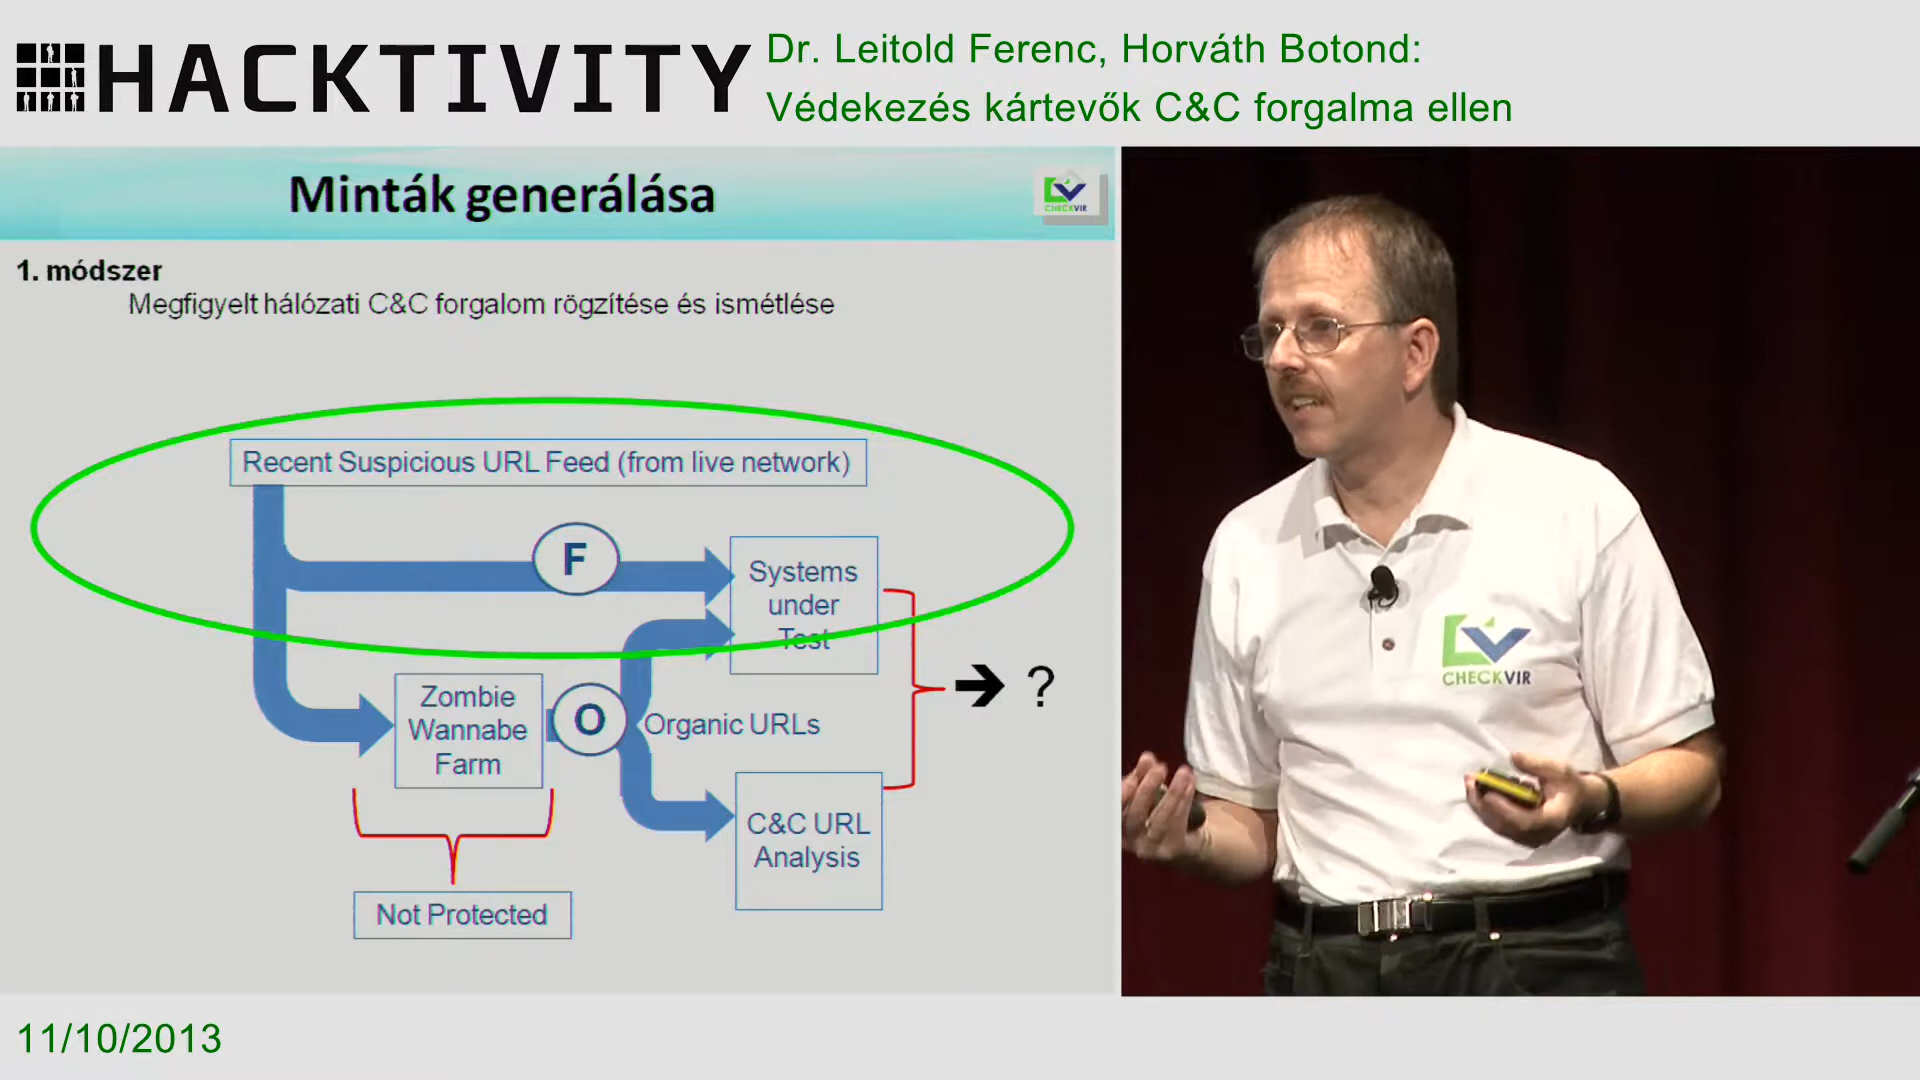 HACKTIVITY
Dr. Leitold Ferenc, Horváth Botond:
Védekezés kártevők C&C forgalma ellen
Minták generálása
CHECKVIR
1. módszer
Megfigyelt hálózati C&C forgalom rögzítése és ismétlése
Recent Suspicious URL Feed (from live network)
F
Systems
under
Test
Zombie
Wannabe
Farm
O
Organic URLs
?
C&C URL
Analysis
Not Protected
CHECKVIR
11/10/2013